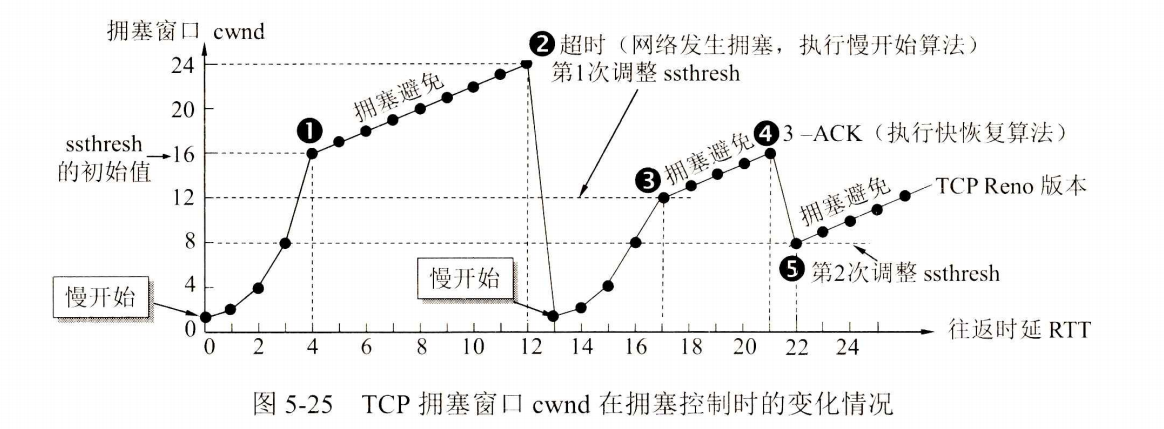 拥塞窗口 cwnd
❷超时（网络发生拥塞，执行慢开始算法）
第1次调整 ssthresh
24
20
16
12
8
4
0
ssthresh
的初始值
❶
拥塞避免
❸
拥塞避免
❹3 –ACK（执行快恢复算法）
拥塞避免
TCP Reno 版本
❺
第2次调整 ssthresh
慢开始
慢开始
0 2 4 6 8 10 12 14 16 18 20 22 24
往返时延 RTT
图 5-25 TCP 拥塞窗口 cwnd 在拥塞控制时的变化情况